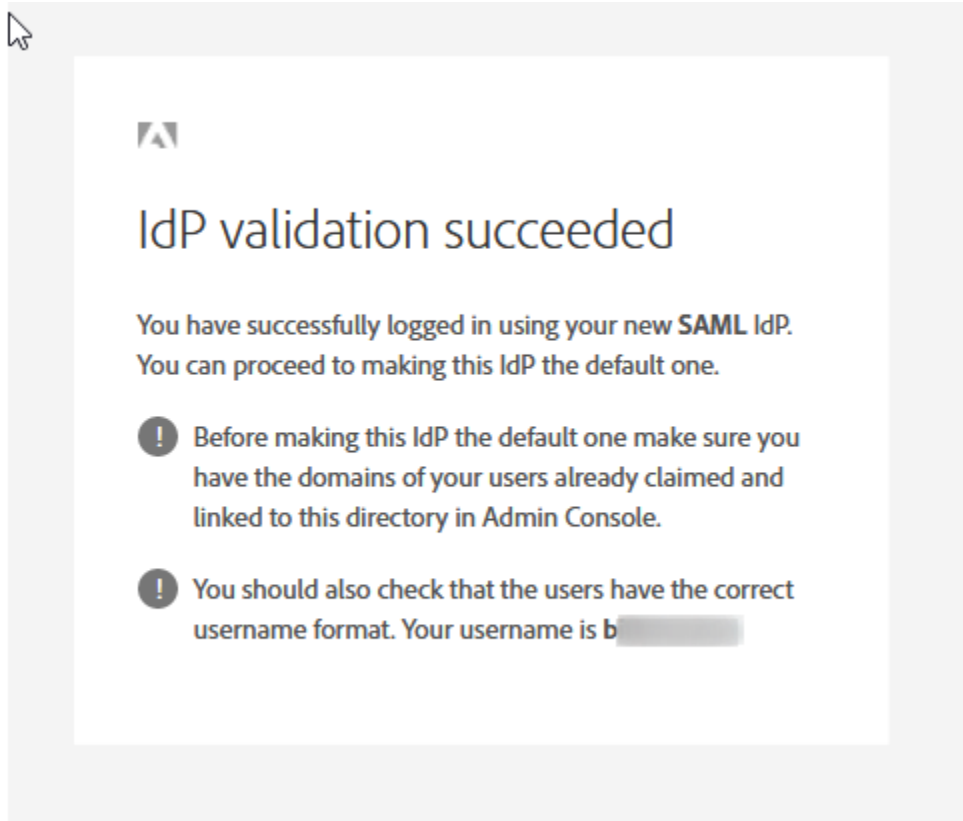 IdP validation succeeded
You have successfully logged in using your new SAML IdP.
You can proceed to making this IdP the default one.
! Before making this IdP the default one make sure you
have the domains of your users already claimed and
linked to this directory in Admin Console.
! You should also check that the users have the correct
username format. Your username is b